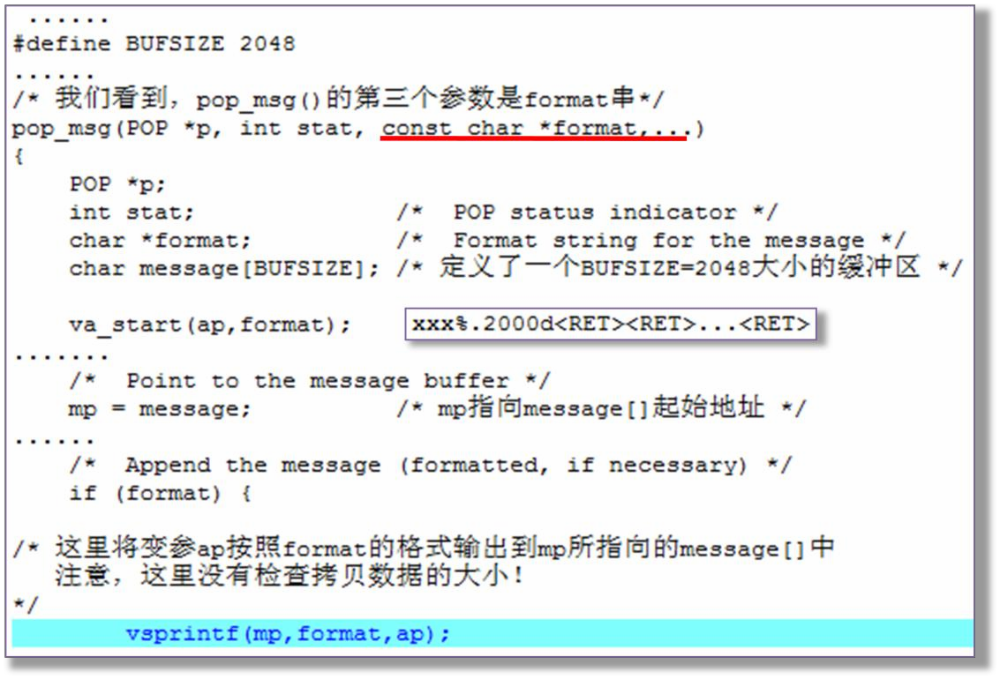 ......
#define BUFSIZE 2048
......
/* 我们看到，pop_msg()的第三个参数是format串*/
pop_msg(POP *p, int stat, const char *format,...)
{
    POP *p;
    int stat;              /*  POP status indicator */
    char *format;          /*  Format string for the message */
    char message[BUFSIZE]; /* 定义了一个BUFSIZE=2048大小的缓冲区 */
    va_start(ap,format);    xxx%.2000d<RET><RET>...<RET>
.......
    /*  Point to the message buffer */
    mp = message;          /* mp指向message[]起始地址 */
......
    /*  Append the message (formatted, if necessary) */
    if (format) {
/* 这里将变参ap按照format的格式输出到mp所指向的message[]中
   注意，这里没有检查拷贝数据的大小！
*/
        vsprintf(mp,format,ap);